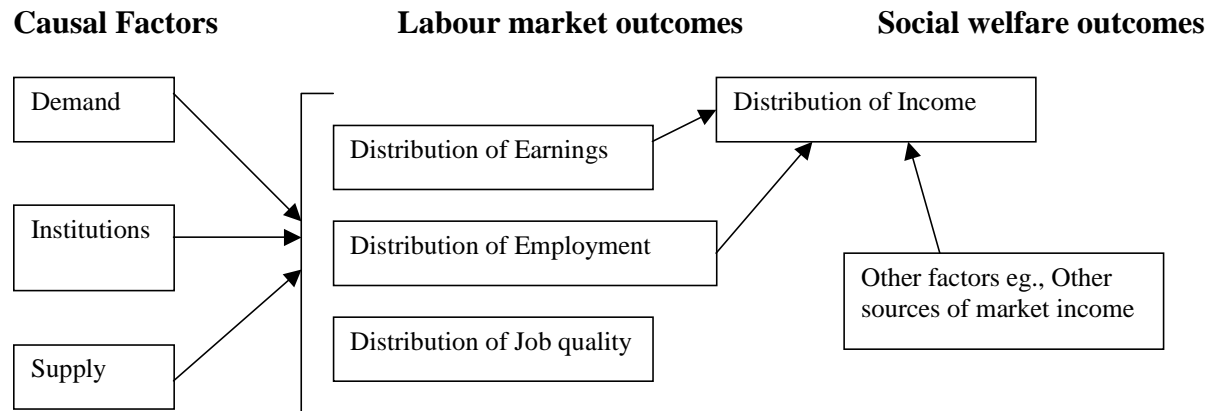 Causal Factors
Labour market outcomes
Social welfare outcomes
Demand
Institutions
Supply
Distribution of Earnings
Distribution of Employment
Distribution of Job quality
Distribution of Income
Other factors eg., Other
sources of market income